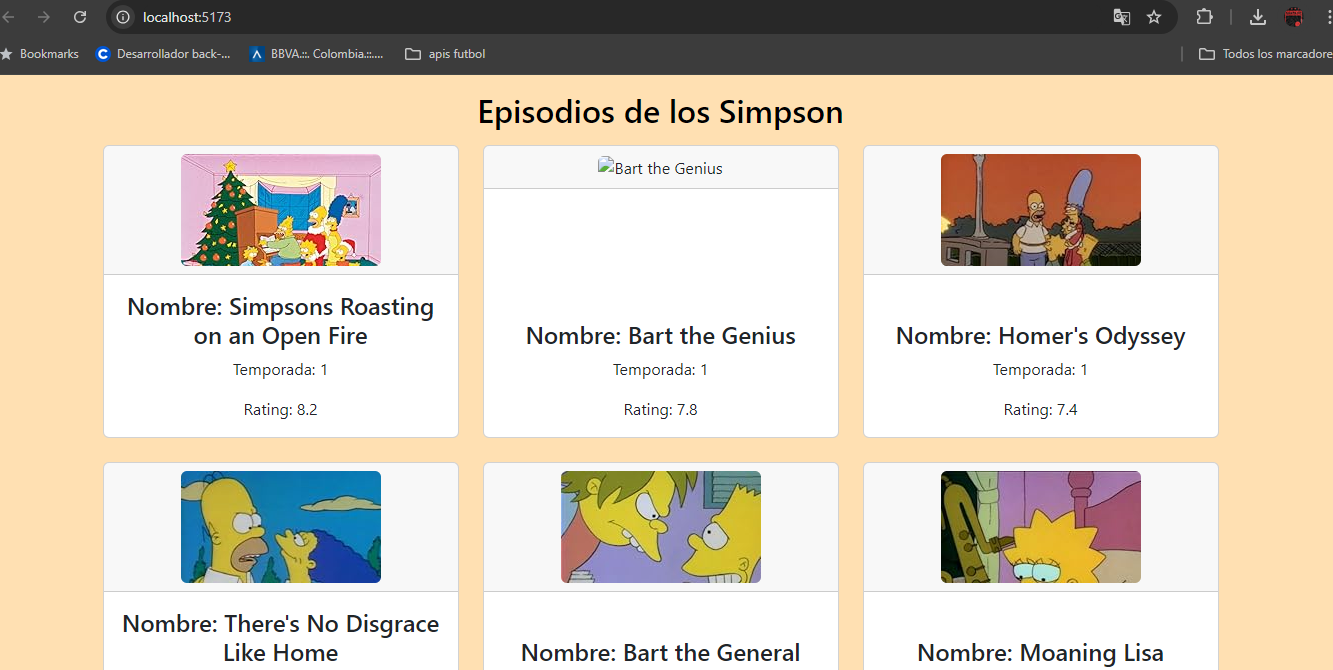 localhost:5173
Bookmarks
Desarrollador back-...
BBVA.::. Colombia.::....
apis futbol
Todos los marcadore
Episodios de los Simpson
Nombre: Simpsons Roasting
on an Open Fire
Temporada: 1
Rating: 8.2
Bart the Genius
Nombre: Bart the Genius
Temporada: 1
Rating: 7.8
Nombre: Homer's Odyssey
Temporada: 1
Rating: 7.4
Nombre: There's No Disgrace
Like Home
Nombre: Bart the General
Nombre: Moaning Lisa